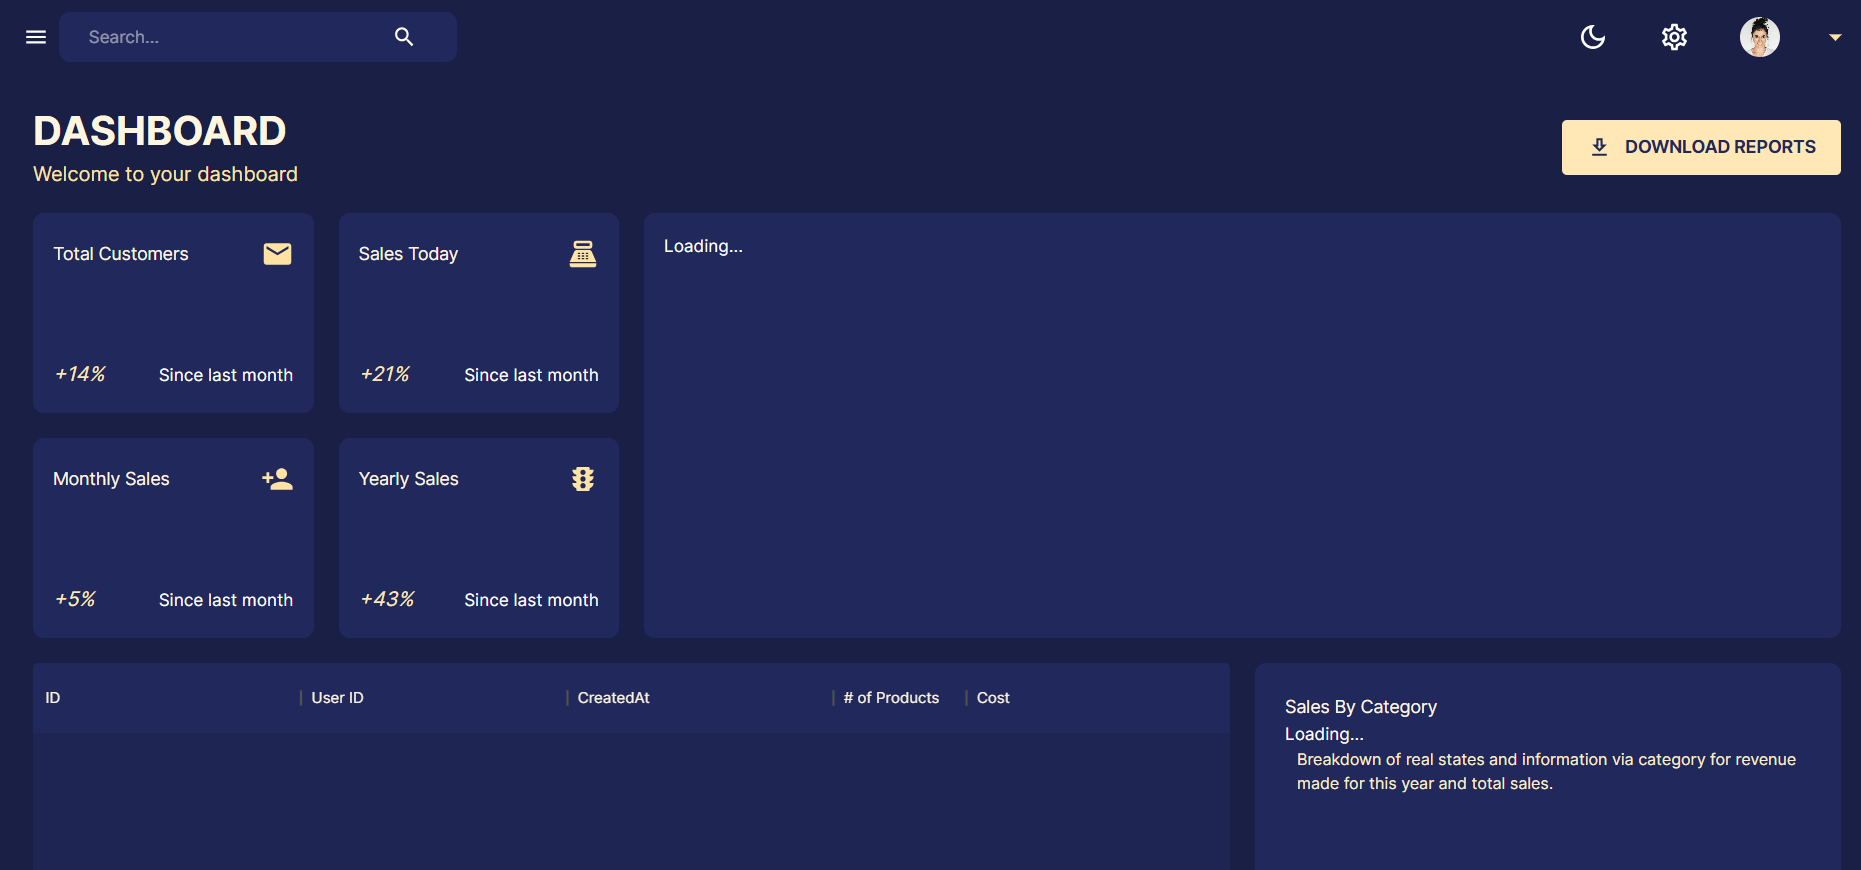 Search...
DASHBOARD
Welcome to your dashboard
DOWNLOAD REPORTS
Total Customers
+14% Since last month
Sales Today
+21% Since last month
Loading...
Monthly Sales
+5% Since last month
Yearly Sales
+43% Since last month
ID User ID CreatedAt # of Products Cost
Sales By Category
Loading...
Breakdown of real states and information via category for revenue
made for this year and total sales.